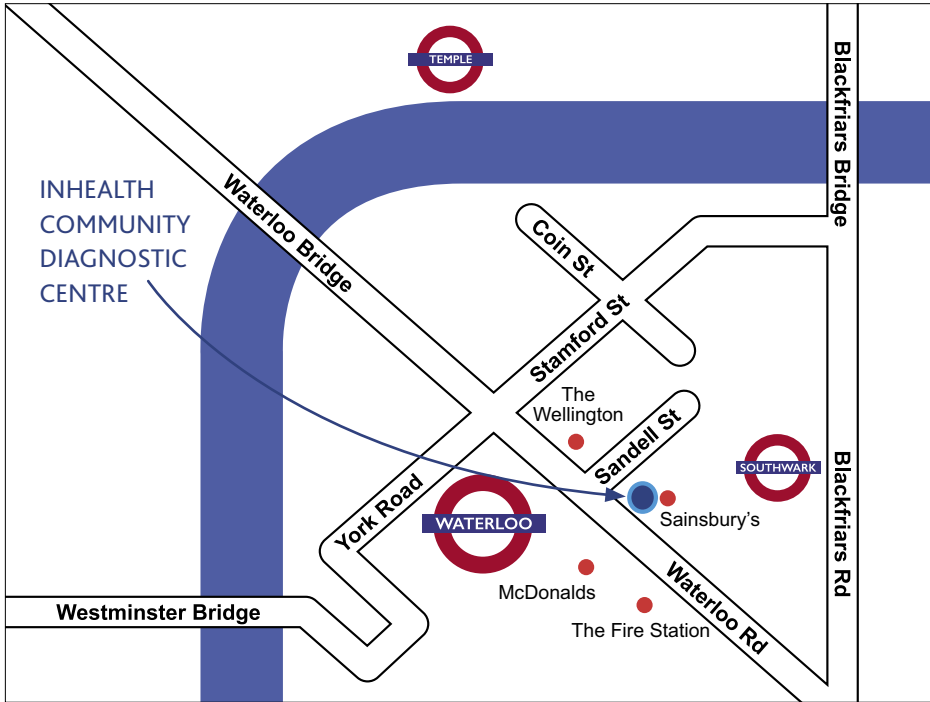 TEMPLE
Blackfriars Bridge
INHEALTH
COMMUNITY
DIAGNOSTIC
CENTRE
Waterloo Bridge
Coin St
Stamford St
The
Wellington
Sandell St
SOUTHWARK
Blackfriars Rd
York Road
WATERLOO
Sainsbury's
McDonalds
The Fire Station
Waterloo Rd
Westminster Bridge